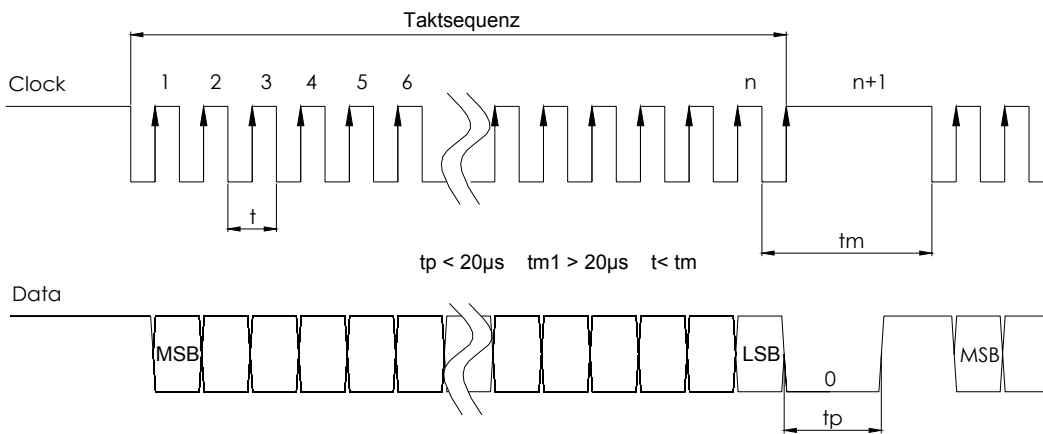 Taktsequenz
1 2 3 4 5 6 n n+1
Clock
t
tm
tp < 20µs tm1 > 20µs t< tm
Data
MSB LSB MSB
0
tp